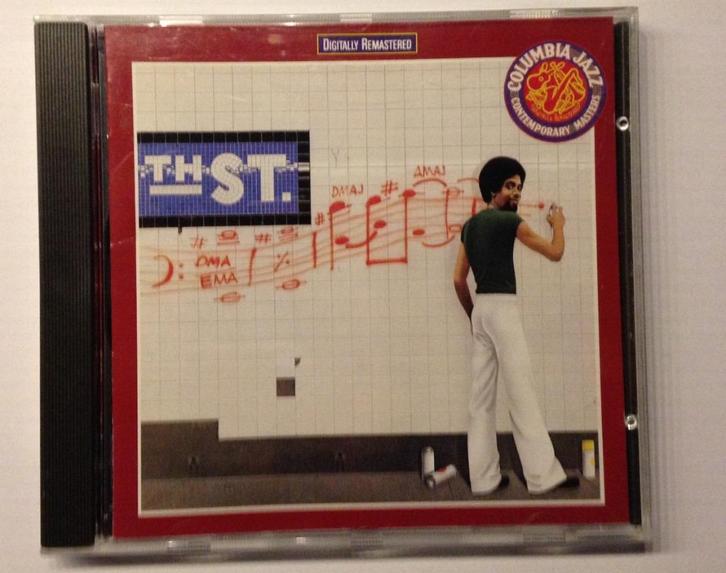 DIGITALLY REMASTERED
COLUMBIA JAZZ
CONTEMPORARY MASTERS
TH ST.
DMAJ
AMAJ
DMA
EMA